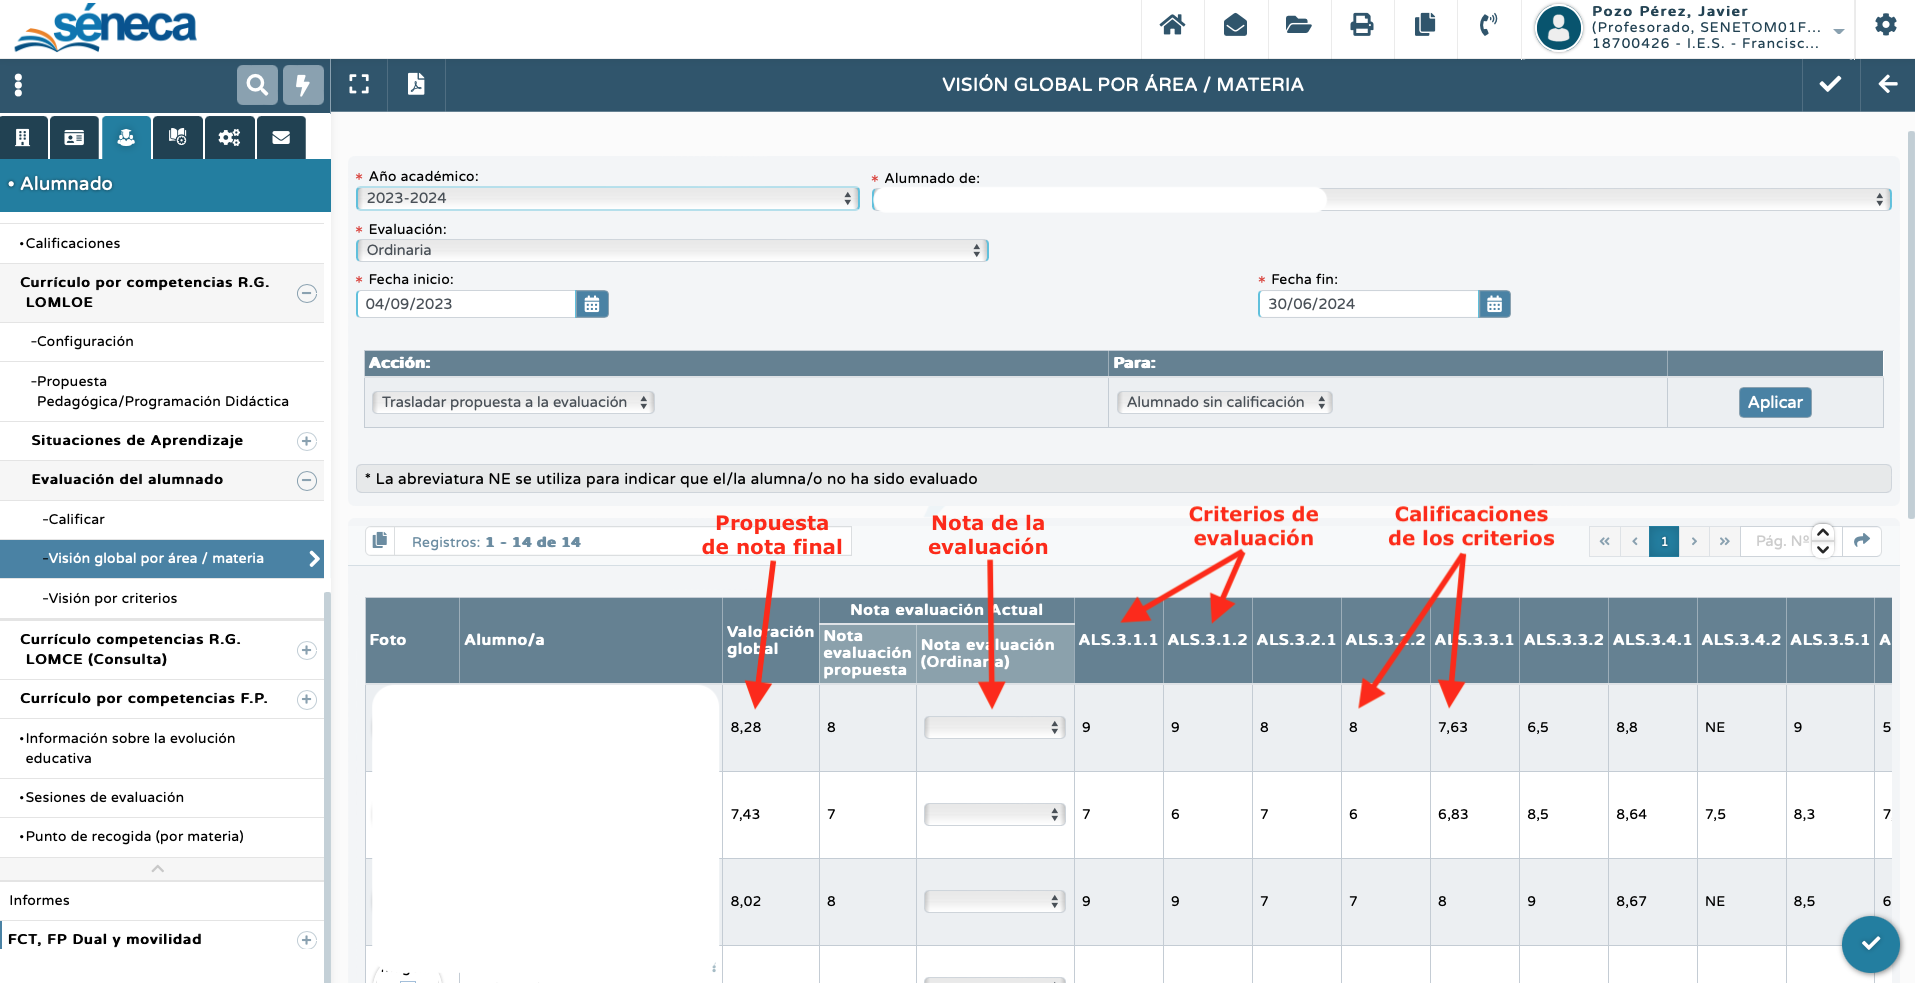 séneca
Pozo Pérez, Javier
(Profesorado, SENETOM01F...
18700426 - I.E.S. - Francisc...
VISIÓN GLOBAL POR ÁREA / MATERIA
• Alumnado
•Calificaciones
Currículo por competencias R.G.
LOMLOE
-Configuración
-Propuesta
Pedagógica/Programación Didáctica
Situaciones de Aprendizaje
Evaluación del alumnado
-Calificar
-Visión global por área / materia
-Visión por criterios
Currículo competencias R.G.
LOMCE (Consulta)
Currículo por competencias F.P.
•Información sobre la evolución
educativa
•Sesiones de evaluación
•Punto de recogida (por materia)
Informes
FCT, FP Dual y movilidad
* Año académico:
2023-2024
* Alumnado de:
* Evaluación:
Ordinaria
* Fecha inicio:
04/09/2023
* Fecha fin:
30/06/2024
Acción: Para:
Trasladar propuesta a la evaluación Alumnado sin calificación Aplicar
* La abreviatura NE se utiliza para indicar que el/la alumna/o no ha sido evaluado
Propuesta
de nota final
Nota de la
evaluación
Criterios de
evaluación
Calificaciones
de los criterios
Registros: 1 - 14 de 14
« ‹ 1 › » Pág. Nº
Foto Alumno/a
Valoración
global
Nota evaluación Actual
Nota
evaluación
propuesta
Nota evaluación
(Ordinaria)
ALS.3.1.1 ALS.3.1.2 ALS.3.2.1 ALS.3.2.2 ALS.3.3.1 ALS.3.3.2 ALS.3.4.1 ALS.3.4.2 ALS.3.5.1 A
8,28 8 9 9 8 8 7,63 6,5 8,8 NE 9 5
7,43 7 7 6 7 6 6,83 8,5 8,64 7,5 8,3 7
8,02 8 9 9 7 7 8 9 8,67 NE 8,5 6